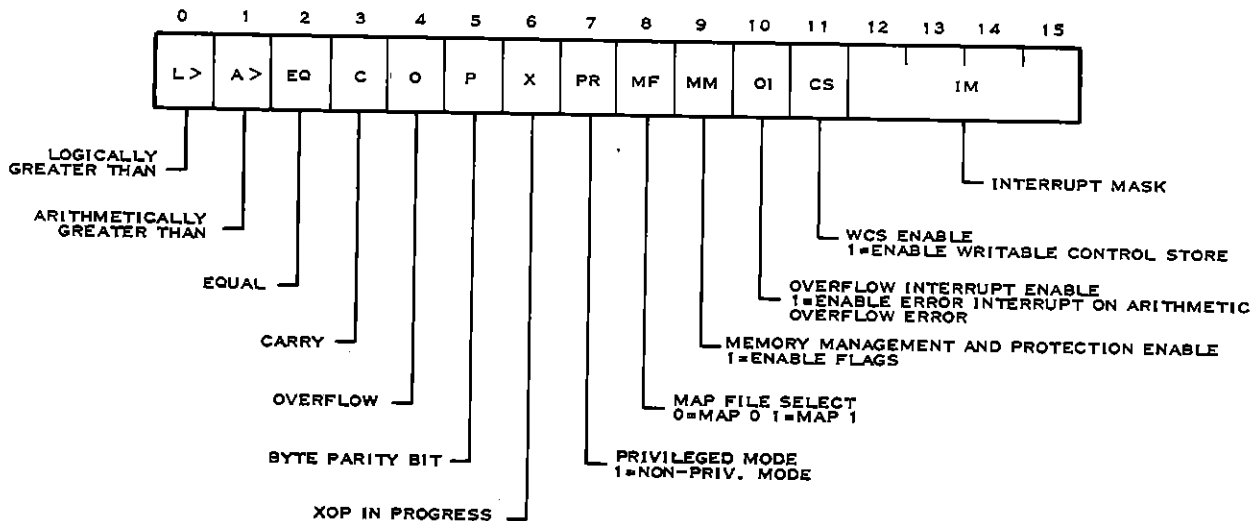 0 1 2 3 4 5 6 7 8 9 10 11 12 13 14 15
L> A> EQ C O P X PR MF MM OI CS IM
LOGICALLY
GREATER THAN
INTERRUPT MASK
ARITHMETICALLY
GREATER THAN
WCS ENABLE
1=ENABLE WRITABLE CONTROL STORE
EQUAL
OVERFLOW INTERRUPT ENABLE
1=ENABLE ERROR INTERRUPT ON ARITHMETIC
OVERFLOW ERROR
CARRY
MEMORY MANAGEMENT AND PROTECTION ENABLE
1=ENABLE FLAGS
OVERFLOW
MAP FILE SELECT
0=MAP 0 1=MAP 1
BYTE PARITY BIT
PRIVILEGED MODE
1=NON-PRIV. MODE
XOP IN PROGRESS